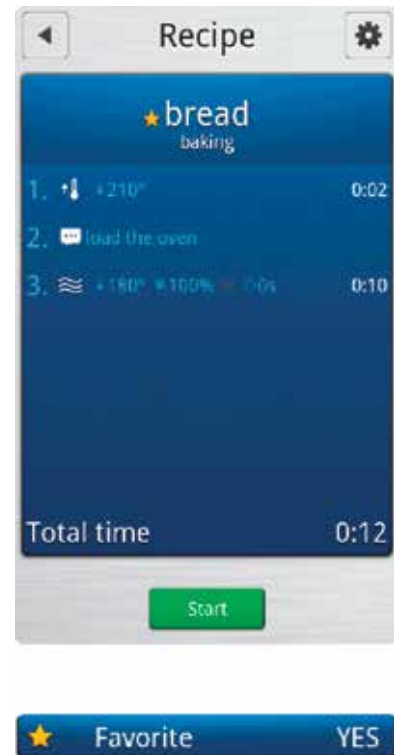 Recipe
bread
baking
1. +210° 0:02
2. load the oven
3. +180° 100% 0:10
Total time 0:12
Start
Favorite YES